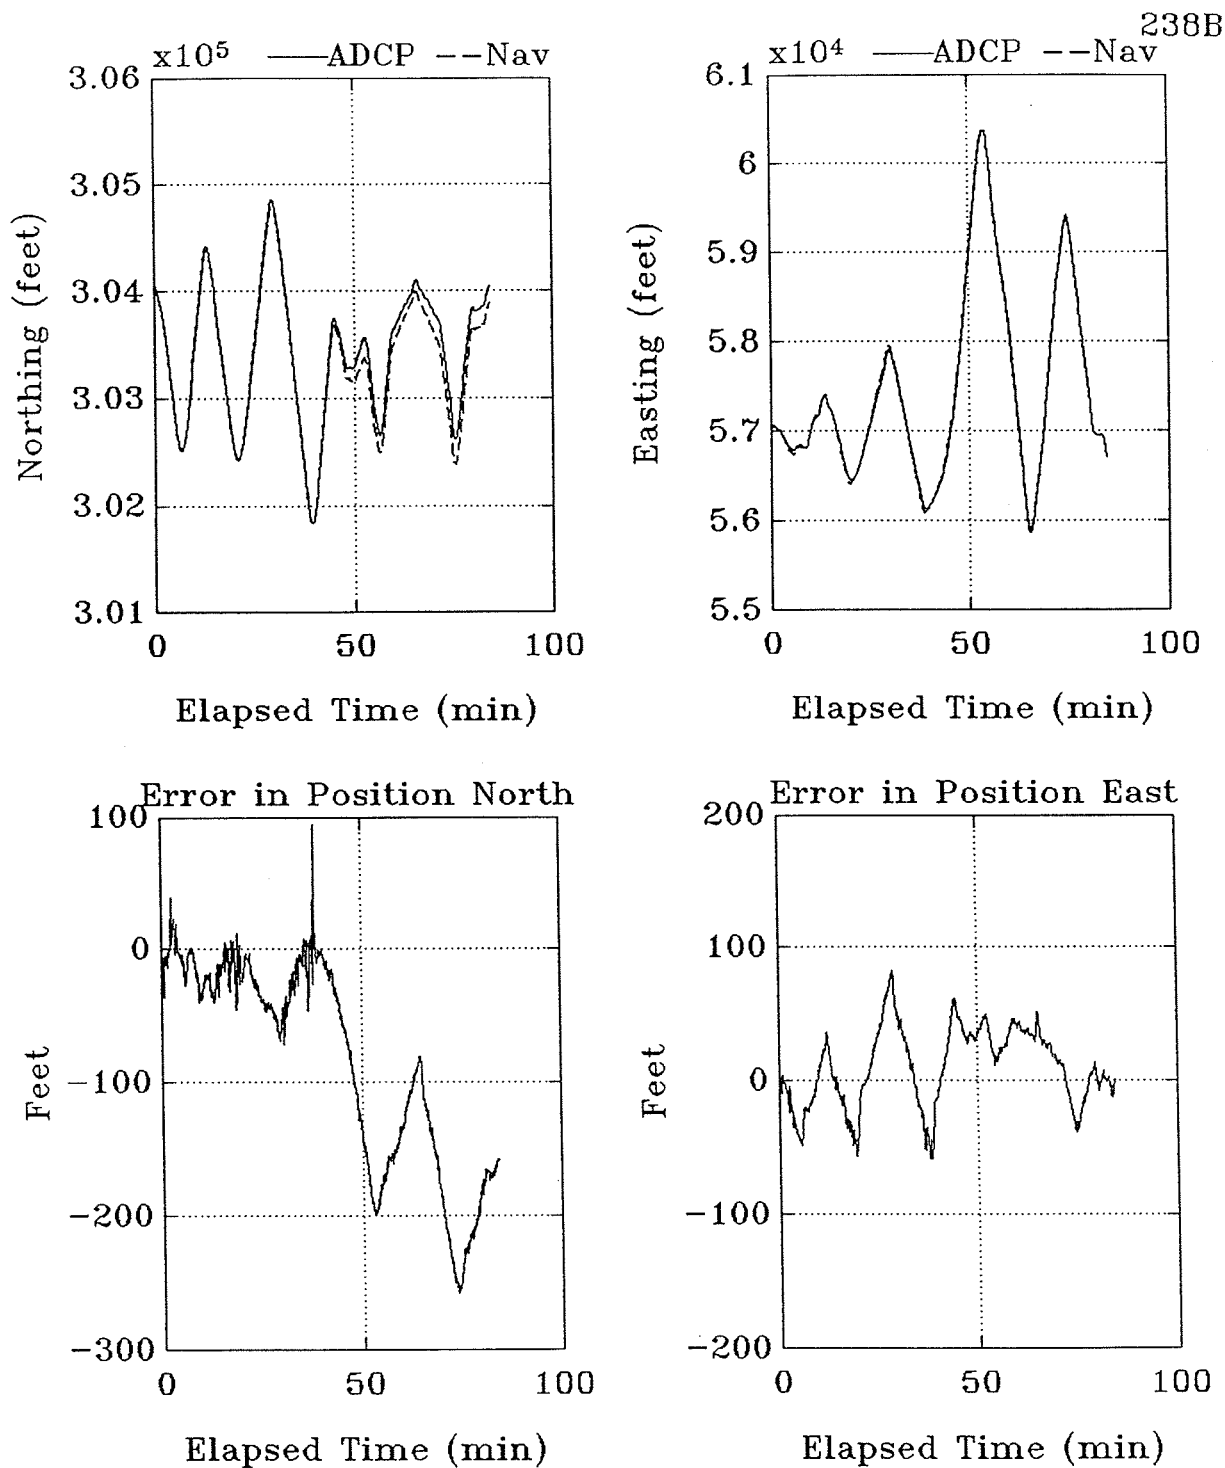 238B
x10⁵ ——ADCP −−Nav
3.06
3.05
3.04
3.03
3.02
3.01
Northing (feet)
0 50 100
Elapsed Time (min)
x10⁴ ——ADCP −−Nav
6.1
6
5.9
5.8
5.7
5.6
5.5
Easting (feet)
0 50 100
Elapsed Time (min)
Error in Position North
100
0
−100
−200
−300
Feet
0 50 100
Elapsed Time (min)
Error in Position East
200
100
0
−100
−200
Feet
0 50 100
Elapsed Time (min)